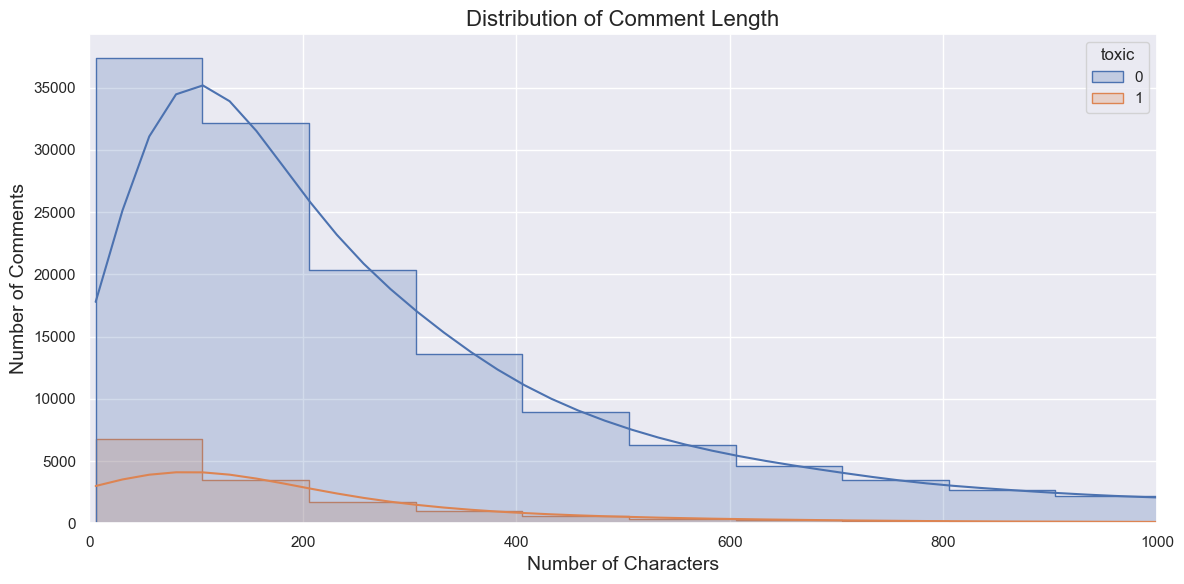 Distribution of Comment Length
toxic
0
1
Number of Comments
35000
30000
25000
20000
15000
10000
5000
0
0 200 400 600 800 1000
Number of Characters